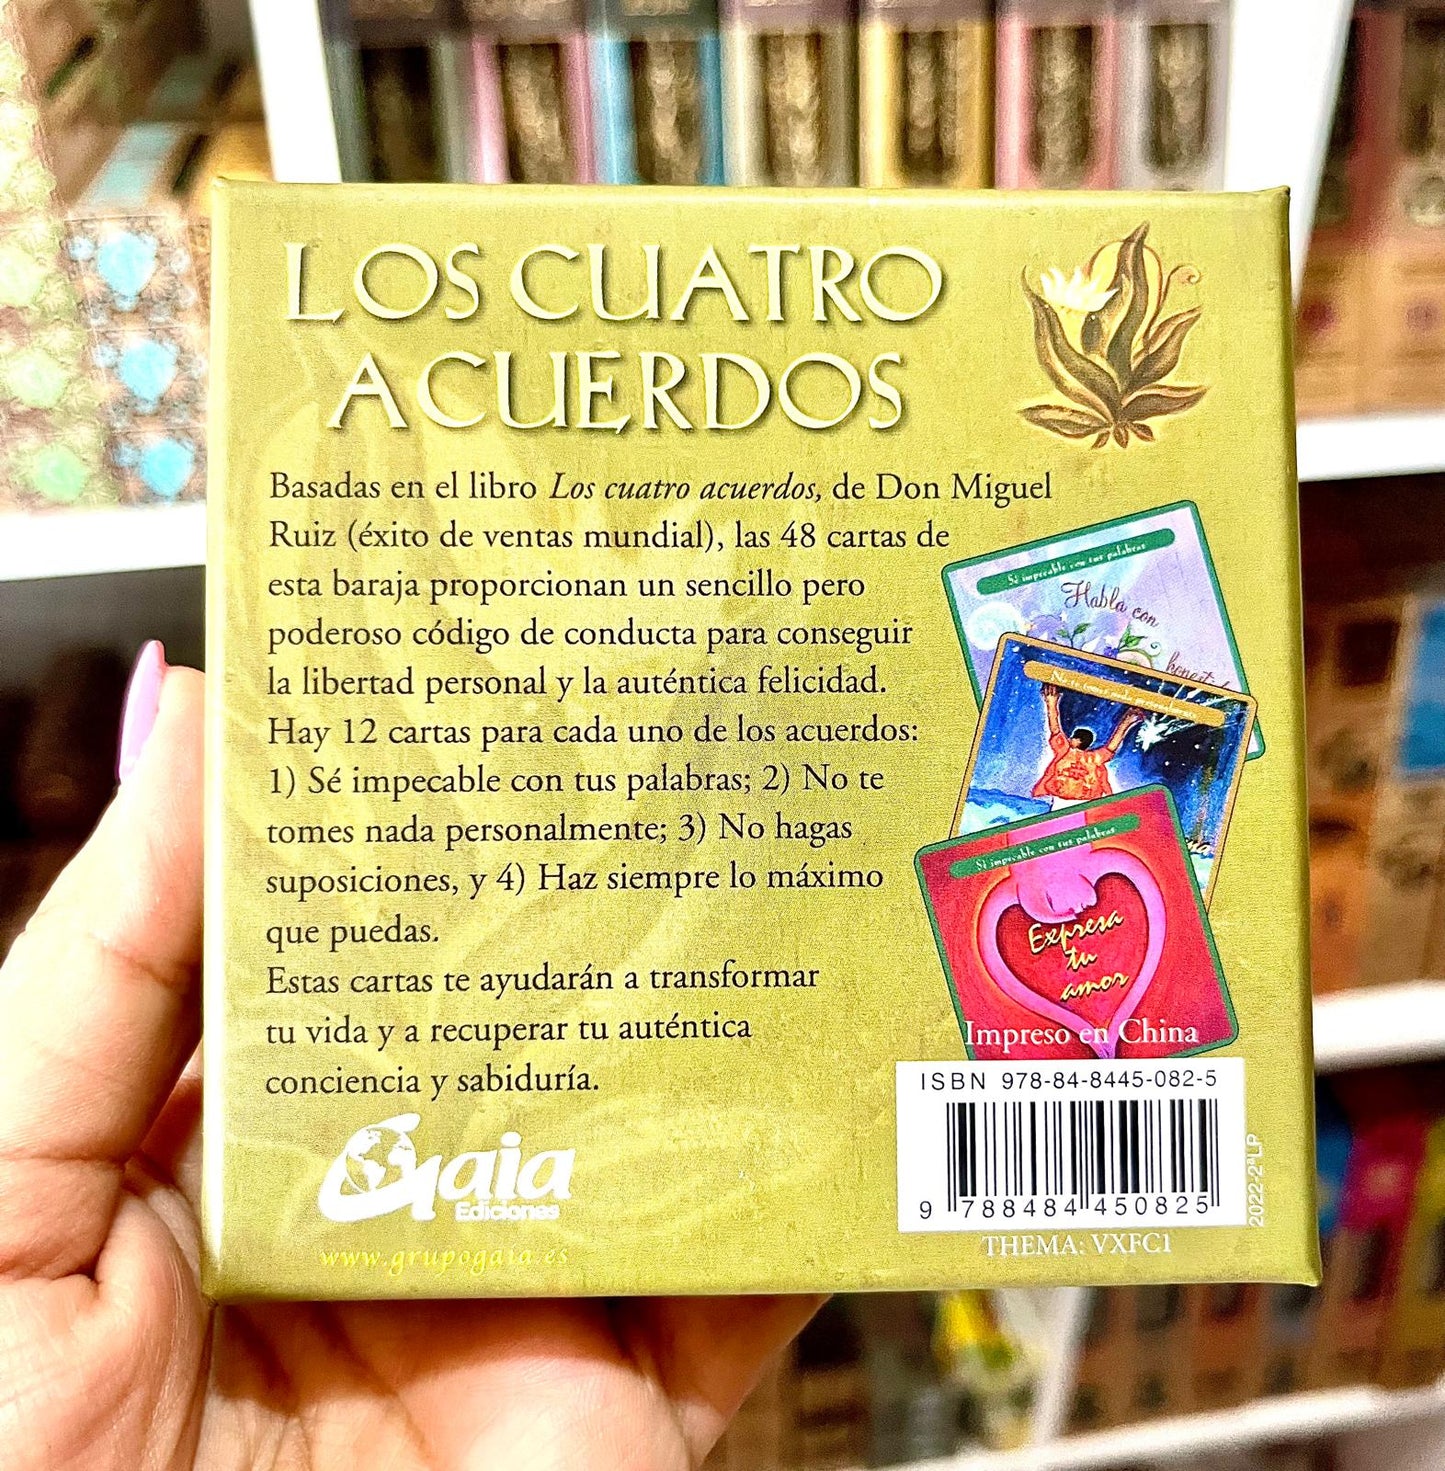 LOS CUATRO
ACUERDOS
Basadas en el libro Los cuatro acuerdos, de Don Miguel
Ruiz (éxito de ventas mundial), las 48 cartas de
esta baraja proporcionan un sencillo pero
poderoso código de conducta para conseguir
la libertad personal y la auténtica felicidad.
Hay 12 cartas para cada uno de los acuerdos:
1) Sé impecable con tus palabras; 2) No te
tomes nada personalmente; 3) No hagas
suposiciones, y 4) Haz siempre lo máximo
que puedas.
Estas cartas te ayudarán a transformar
tu vida y a recuperar tu auténtica
conciencia y sabiduría.
Sé impecable con tus palabras
Habla con
Sé impecable con tus palabras
Expresa
tu
amor
Impreso en China
ISBN 978-84-8445-082-5
9 788484 450825
2022-2ªLP
THEMA: VXFC1
Gaia
Ediciones
www.grupogaia.es